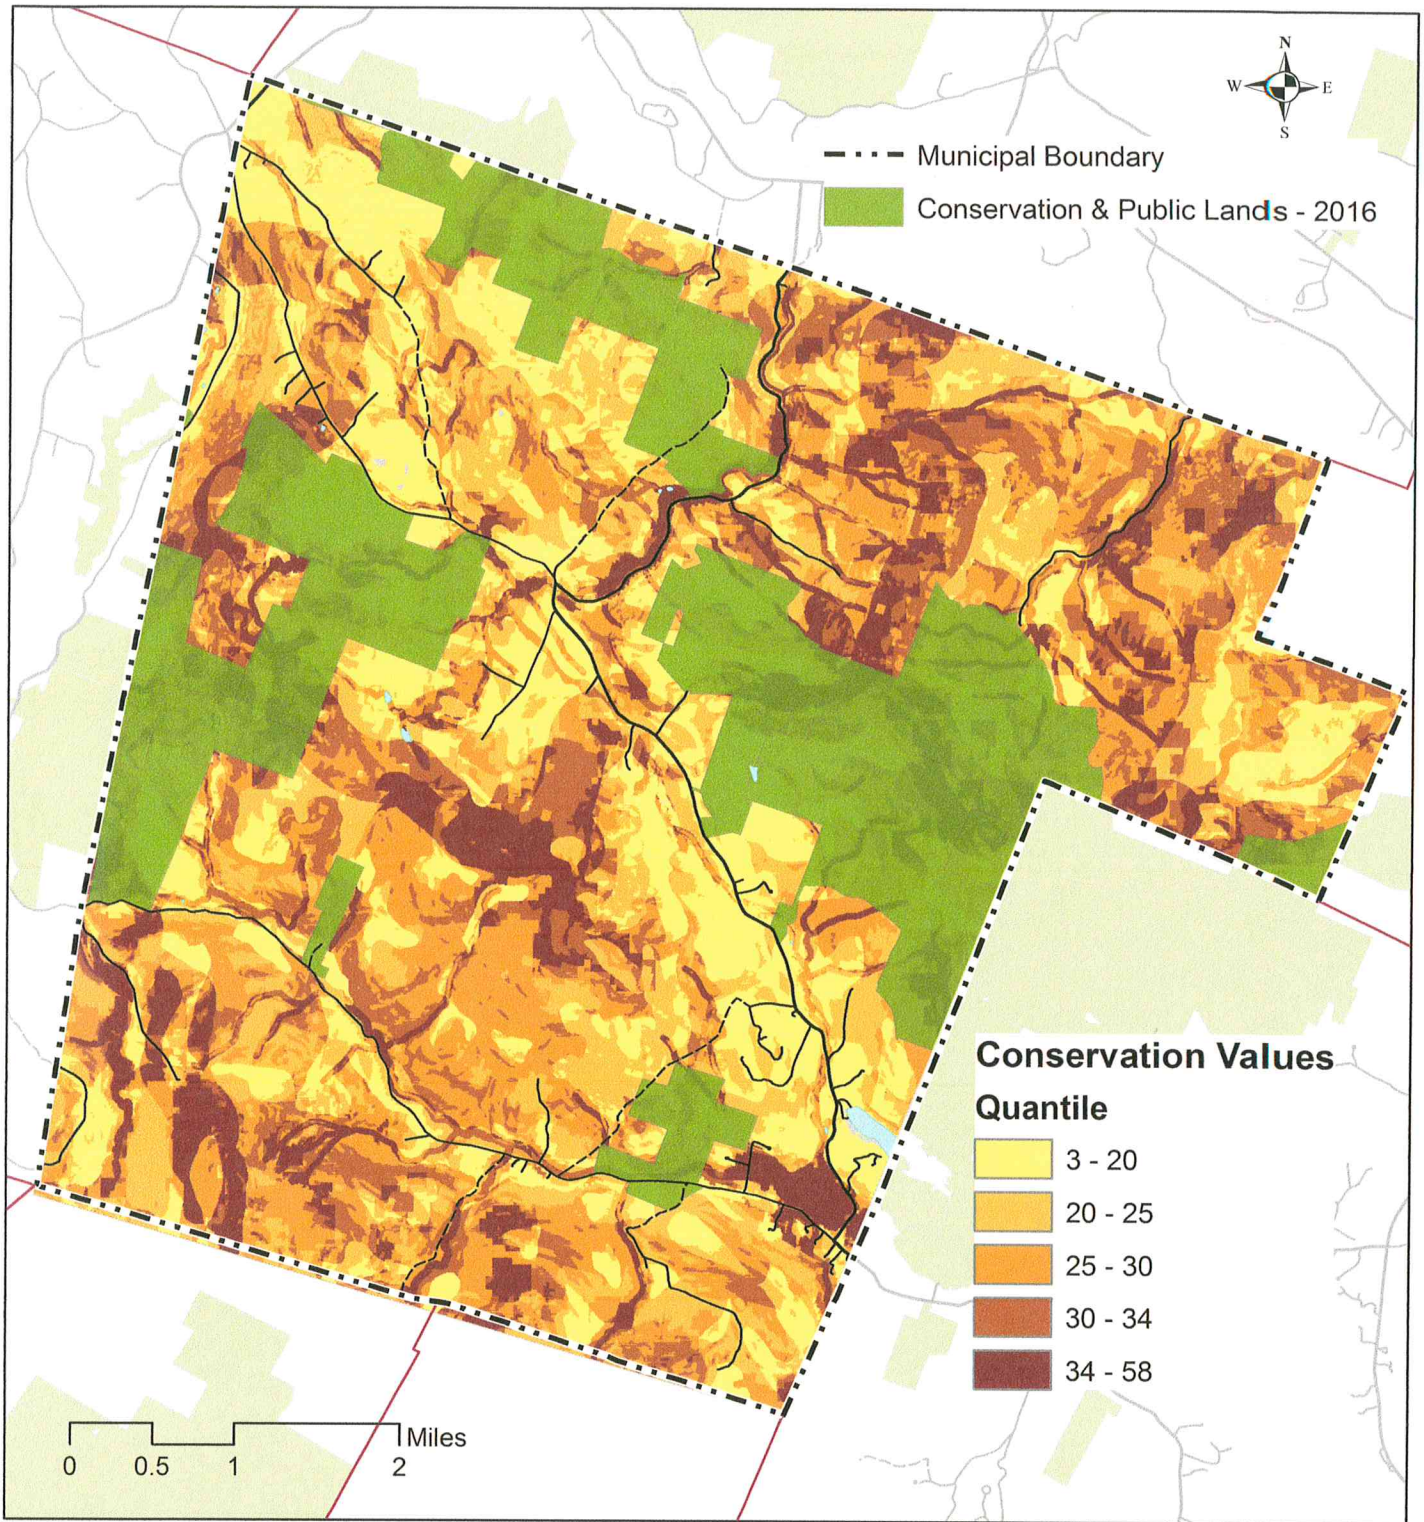 N
W E
S
Municipal Boundary
Conservation & Public Lands - 2016
Conservation Values
Quantile
3 - 20
20 - 25
25 - 30
30 - 34
34 - 58
Miles
0 0.5 1 2